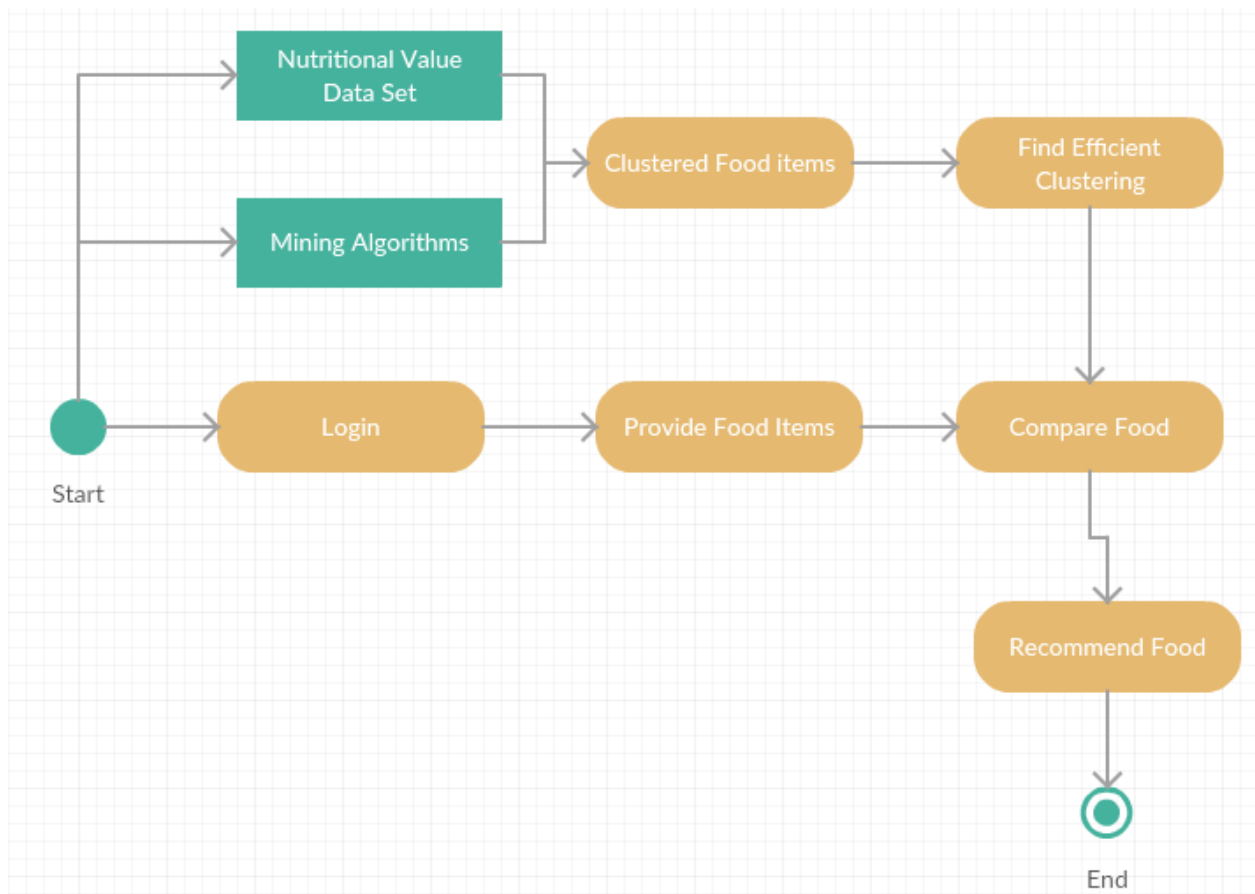 Nutritional Value
Data Set
Clustered Food items
Find Efficient
Clustering
Mining Algorithms
Login
Provide Food Items
Compare Food
Start
Recommend Food
End